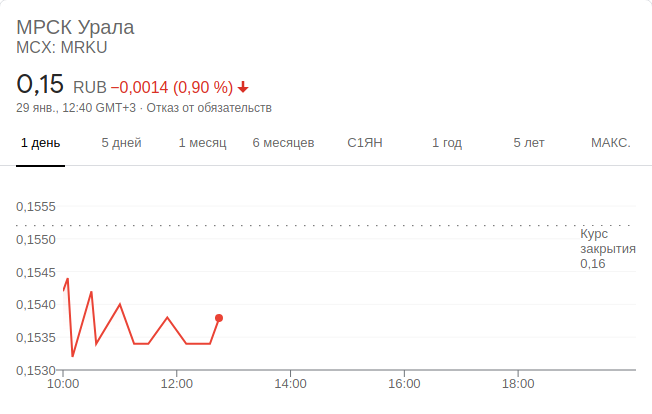 МРСК Урала
MCX: MRKU
0,15 RUB −0,0014 (0,90 %)
29 янв., 12:40 GMT+3 · Отказ от обязательств
1 день 5 дней 1 месяц 6 месяцев С1ЯН 1 год 5 лет МАКС.
0,1555
Курс
закрытия
0,16
0,1550
0,1545
0,1540
0,1535
0,1530
10:00 12:00 14:00 16:00 18:00